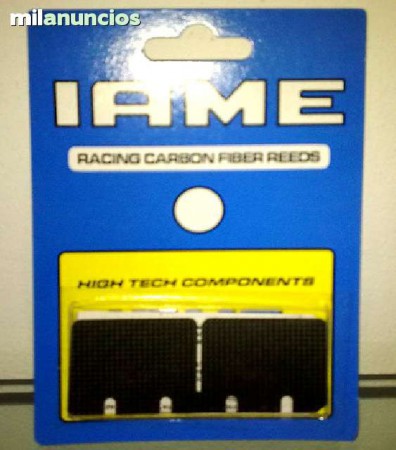 milanuncios
IAME
RACING CARBON FIBER REEDS
HIGH TECH COMPONENTS